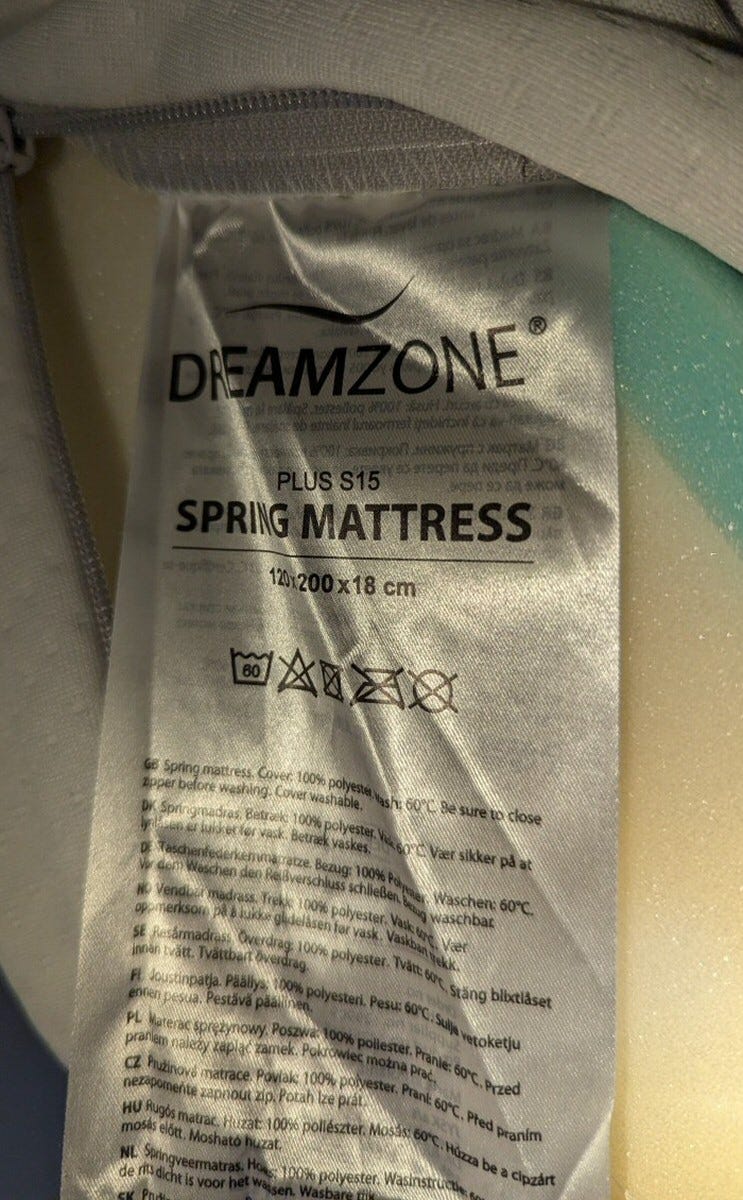 DREAMZONE®
PLUS S15
SPRING MATTRESS
120x200x18 cm
60
GB Spring mattress. Cover: 100% polyester. Wash: 60°C. Be sure to close
zipper before washing. Cover washable.
DK Springmadras. Betræk: 100% polyester. Vask: 60°C. Vær sikker på at
lynlåsen er lukket før vask. Betræk vaskes.
DE Taschenfederkernmatratze. Bezug: 100% Polyester. Waschen: 60°C.
Vor dem Waschen den Reißverschluss schließen. Bezug waschbar.
NO Vendbar madrass. Trekk: 100% polyester. Vask: 60°C. Vær
oppmerksom på å lukke glidelåsen før vask. Vaskbart trekk.
SE Resårmadrass. Överdrag: 100% polyester. Tvätt: 60°C. Stäng blixtlåset
innan tvätt. Tvättbart överdrag.
FI Joustinpatja. Päällys: 100% polyesteri. Pesu: 60°C. Sulje vetoketju
ennen pesua. Pestävä päällinen.
PL Materac sprężynowy. Poszwa: 100% poliester. Pranie: 60°C. Przed
praniem należy zapiąć zamek. Pokrowiec można prać.
CZ Pružinová matrace. Povlak: 100% polyester. Praní: 60°C. Před praním
nezapomeňte zapnout zip. Potah lze prát.
HU Rugós matrac. Huzat: 100% poliészter. Mosás: 60°C. Húzza be a cipzárt
mosás előtt. Mosható huzat.
NL Springveermatras. Hoes: 100% polyester. Wasinstructie:
de rits dicht is voor het wassen. Wasbare tijk
SK